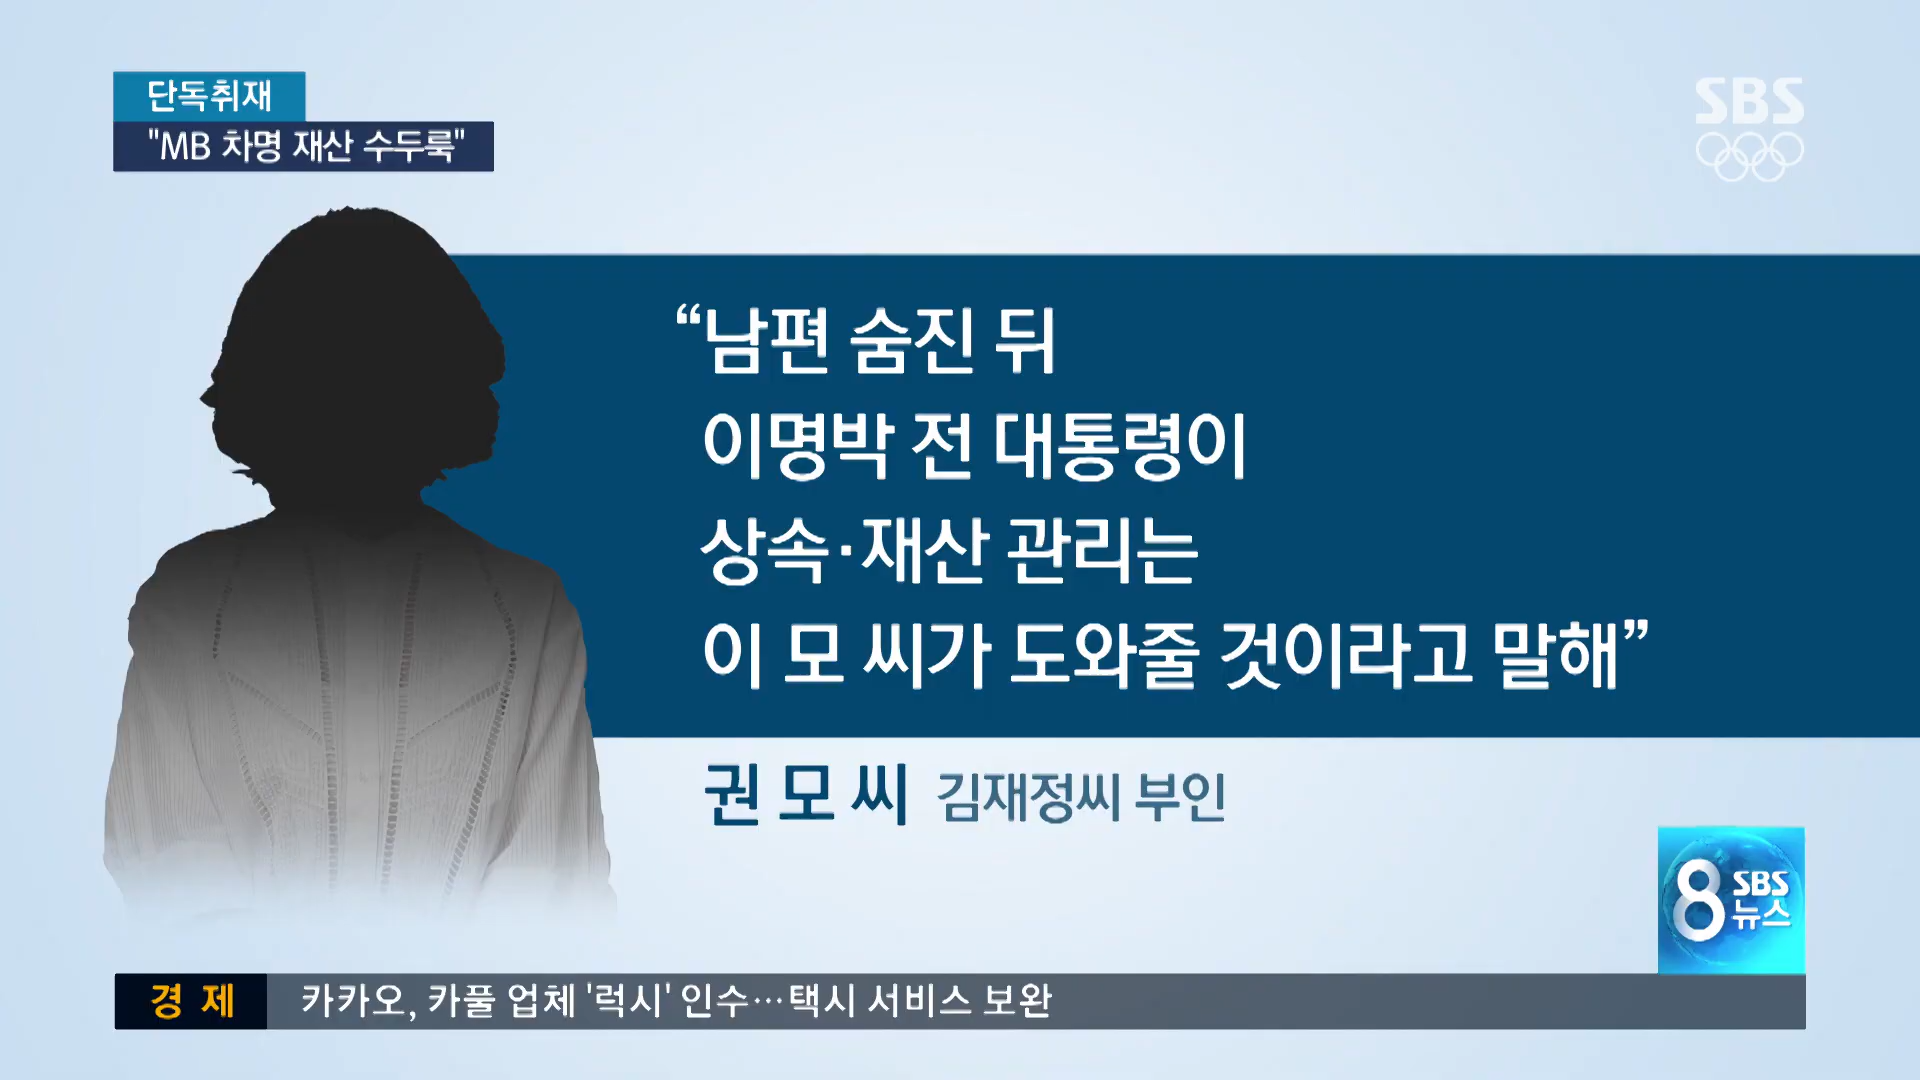 단독취재
"MB 차명 재산 수두룩"
SBS
“남편 숨진 뒤
이명박 전 대통령이
상속·재산 관리는
이 모 씨가 도와줄 것이라고 말해”
권 모 씨 김재정씨 부인
8 SBS 뉴스
경 제 카카오, 카풀 업체 '럭시' 인수…택시 서비스 보완